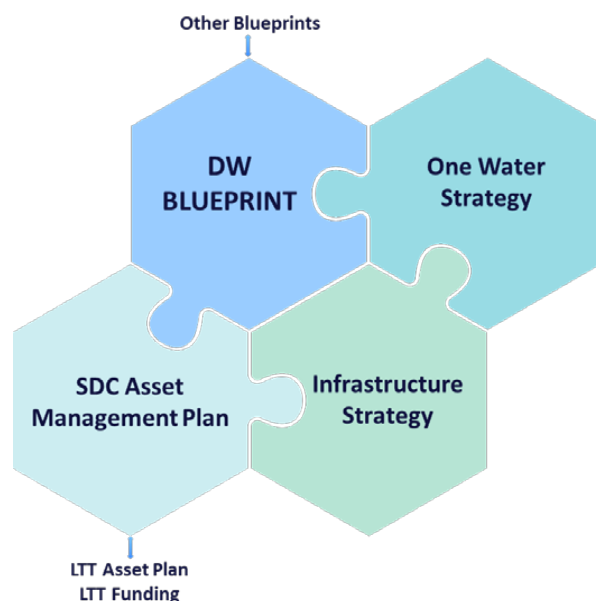 Other Blueprints
DW
BLUEPRINT
One Water
Strategy
SDC Asset
Management Plan
Infrastructure
Strategy
LTT Asset Plan
LTT Funding